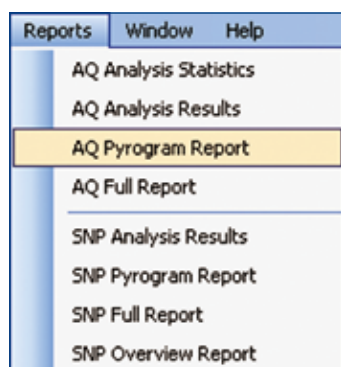 Reports Window Help
AQ Analysis Statistics
AQ Analysis Results
AQ Pyrogram Report
AQ Full Report
SNP Analysis Results
SNP Pyrogram Report
SNP Full Report
SNP Overview Report